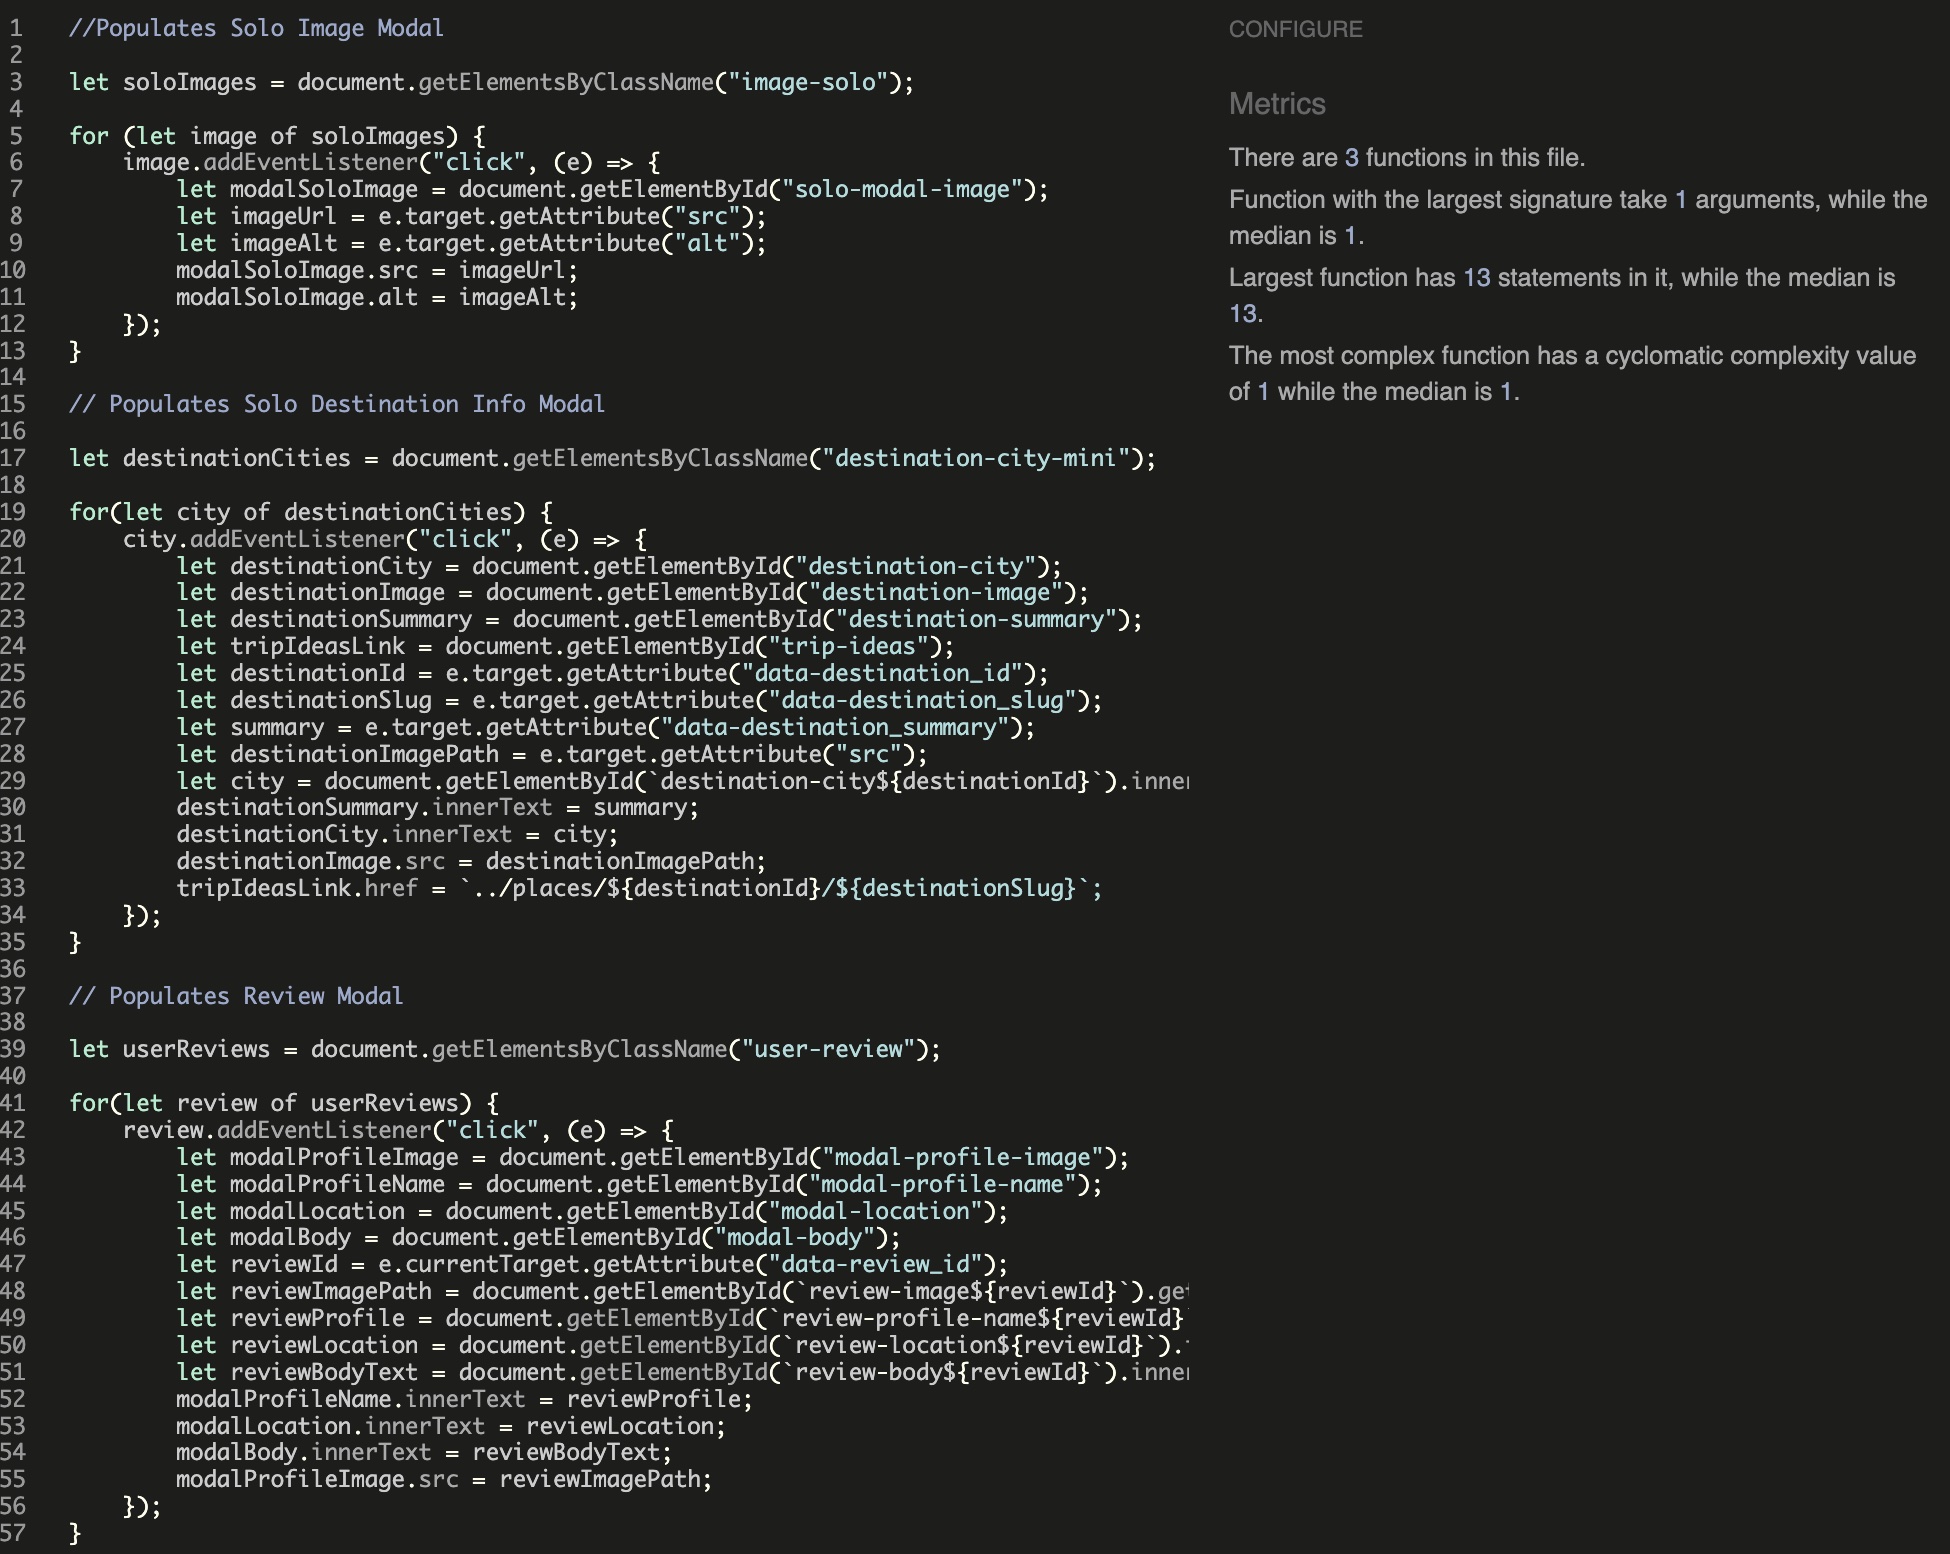 1 //Populates Solo Image Modal
2
3 let soloImages = document.getElementsByClassName("image-solo");
4
5 for (let image of soloImages) {
6 image.addEventListener("click", (e) => {
7 let modalSoloImage = document.getElementById("solo-modal-image");
8 let imageUrl = e.target.getAttribute("src");
9 let imageAlt = e.target.getAttribute("alt");
10 modalSoloImage.src = imageUrl;
11 modalSoloImage.alt = imageAlt;
12 });
13 }
14
15 // Populates Solo Destination Info Modal
16
17 let destinationCities = document.getElementsByClassName("destination-city-mini");
18
19 for(let city of destinationCities) {
20 city.addEventListener("click", (e) => {
21 let destinationCity = document.getElementById("destination-city");
22 let destinationImage = document.getElementById("destination-image");
23 let destinationSummary = document.getElementById("destination-summary");
24 let tripIdeasLink = document.getElementById("trip-ideas");
25 let destinationId = e.target.getAttribute("data-destination_id");
26 let destinationSlug = e.target.getAttribute("data-destination_slug");
27 let summary = e.target.getAttribute("data-destination_summary");
28 let destinationImagePath = e.target.getAttribute("src");
29 let city = document.getElementById(`destination-city${destinationId}`).inner
30 destinationSummary.innerText = summary;
31 destinationCity.innerText = city;
32 destinationImage.src = destinationImagePath;
33 tripIdeasLink.href = `../places/${destinationId}/${destinationSlug}`;
34 });
35 }
36
37 // Populates Review Modal
38
39 let userReviews = document.getElementsByClassName("user-review");
40
41 for(let review of userReviews) {
42 review.addEventListener("click", (e) => {
43 let modalProfileImage = document.getElementById("modal-profile-image");
44 let modalProfileName = document.getElementById("modal-profile-name");
45 let modalLocation = document.getElementById("modal-location");
46 let modalBody = document.getElementById("modal-body");
47 let reviewId = e.currentTarget.getAttribute("data-review_id");
48 let reviewImagePath = document.getElementById(`review-image${reviewId}`).get
49 let reviewProfile = document.getElementById(`review-profile-name${reviewId}`
50 let reviewLocation = document.getElementById(`review-location${reviewId}`).
51 let reviewBodyText = document.getElementById(`review-body${reviewId}`).inner
52 modalProfileName.innerText = reviewProfile;
53 modalLocation.innerText = reviewLocation;
54 modalBody.innerText = reviewBodyText;
55 modalProfileImage.src = reviewImagePath;
56 });
57 }
CONFIGURE
Metrics
There are 3 functions in this file.
Function with the largest signature take 1 arguments, while the
median is 1.
Largest function has 13 statements in it, while the median is
13.
The most complex function has a cyclomatic complexity value
of 1 while the median is 1.